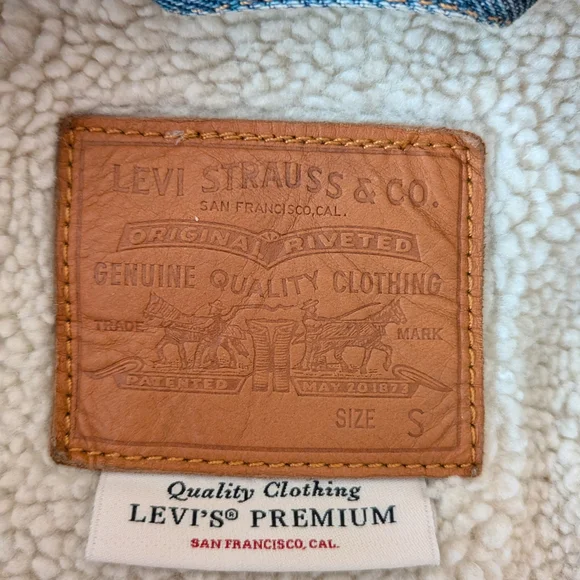 LEVI STRAUSS & CO.
SAN FRANCISCO, CAL.
ORIGINAL RIVETED
GENUINE QUALITY CLOTHING
TRADE MARK
PATENTED MAY 20 1873
SIZE S
Quality Clothing
LEVI'S® PREMIUM
SAN FRANCISCO, CAL.